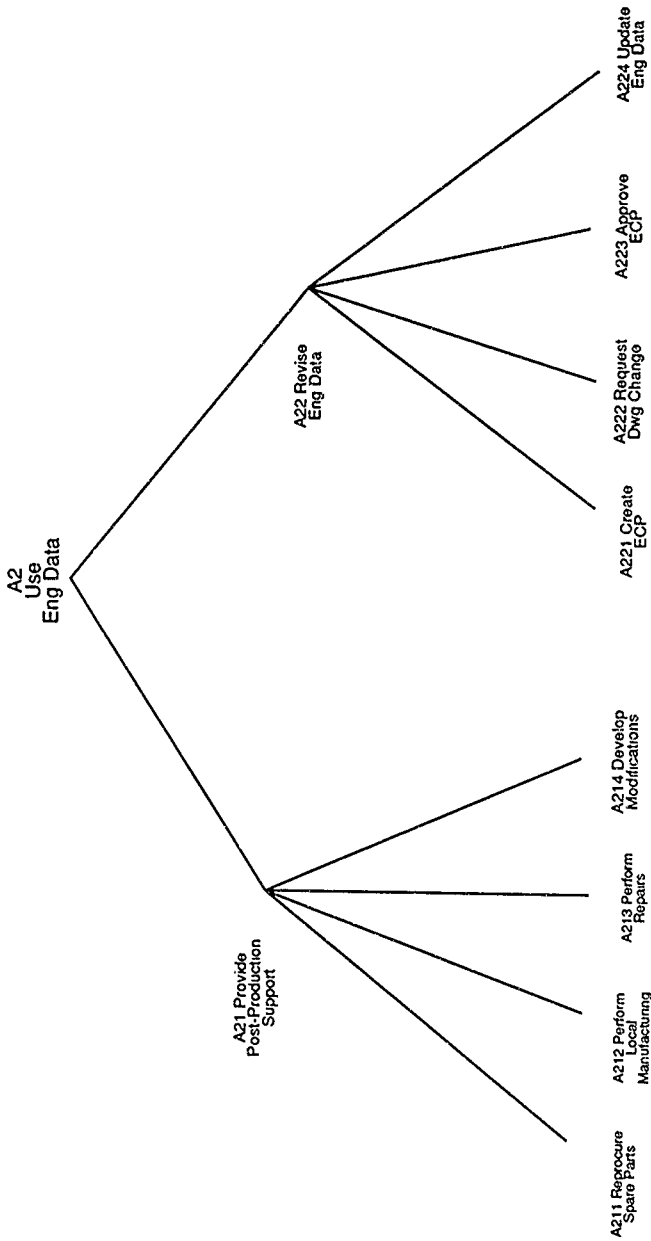 A2
Use
Eng Data
A21 Provide
Post-Production
Support
A22 Revise
Eng Data
A211 Reprocure
Spare Parts
A212 Perform
Local
Manufacturing
A213 Perform
Repairs
A214 Develop
Modifications
A221 Create
ECP
A222 Request
Dwg Change
A223 Approve
ECP
A224 Update
Eng Data